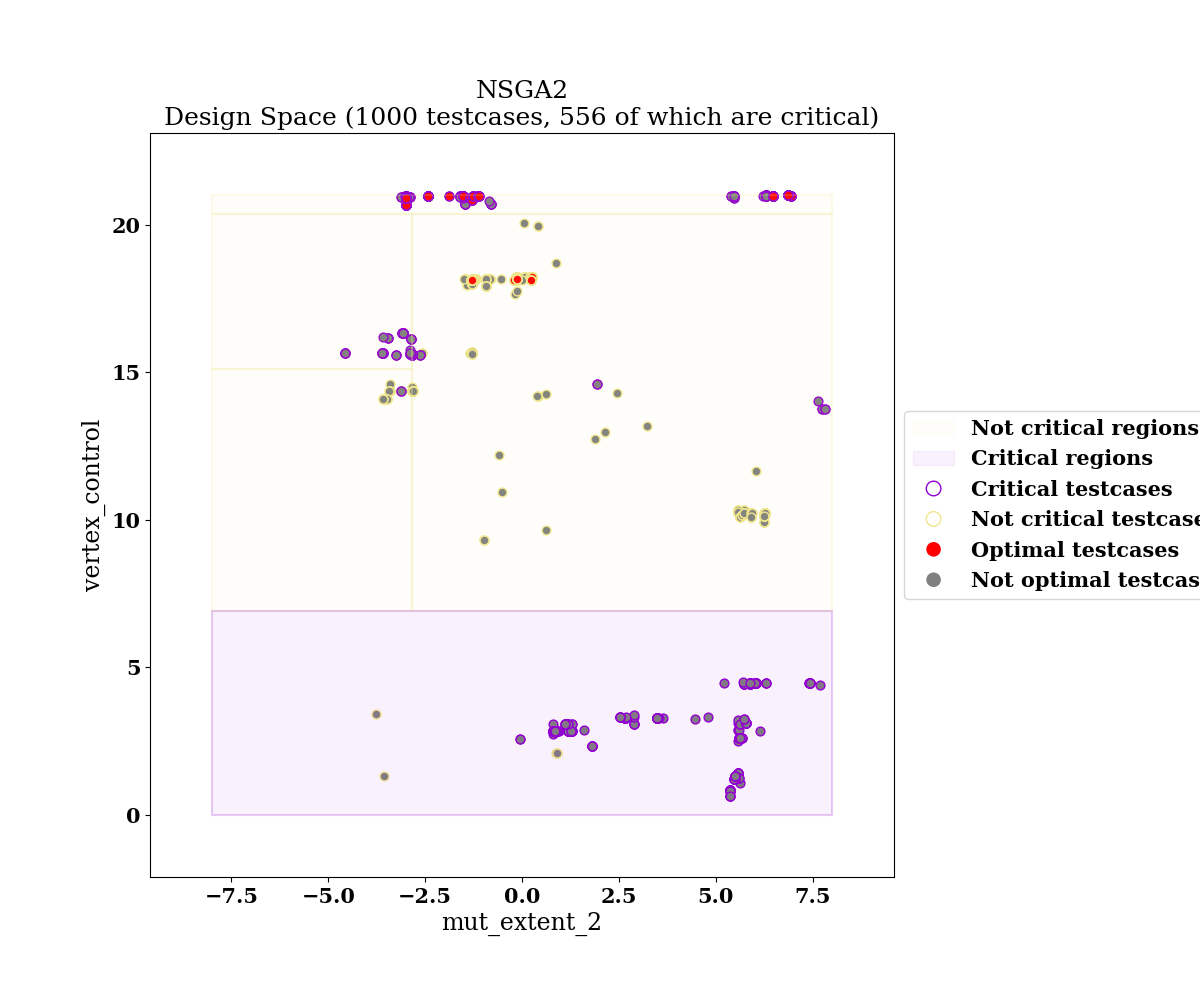 NSGA2
Design Space (1000 testcases, 556 of which are critical)
vertex_control
20
15
10
5
0
−7.5 −5.0 −2.5 0.0 2.5 5.0 7.5
mut_extent_2
Not critical regions
Critical regions
Critical testcases
Not critical testcase
Optimal testcases
Not optimal testcas